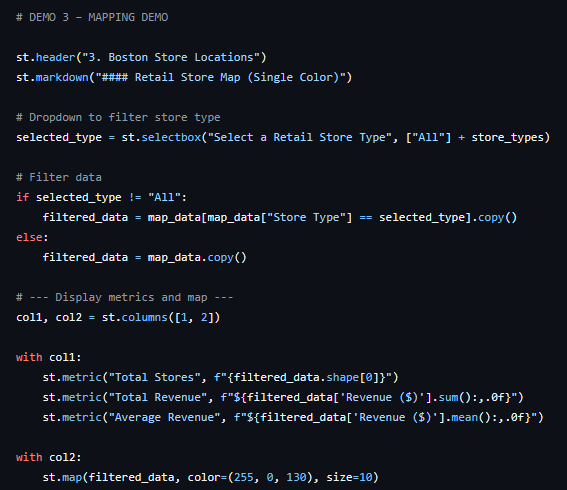 # DEMO 3 – MAPPING DEMO
st.header("3. Boston Store Locations")
st.markdown("#### Retail Store Map (Single Color)")
# Dropdown to filter store type
selected_type = st.selectbox("Select a Retail Store Type", ["All"] + store_types)
# Filter data
if selected_type != "All":
    filtered_data = map_data[map_data["Store Type"] == selected_type].copy()
else:
    filtered_data = map_data.copy()
# --- Display metrics and map ---
col1, col2 = st.columns([1, 2])
with col1:
    st.metric("Total Stores", f"{filtered_data.shape[0]}")
    st.metric("Total Revenue", f"${filtered_data['Revenue ($)'].sum():,.0f}")
    st.metric("Average Revenue", f"${filtered_data['Revenue ($)'].mean():,.0f}")
with col2:
    st.map(filtered_data, color=(255, 0, 130), size=10)